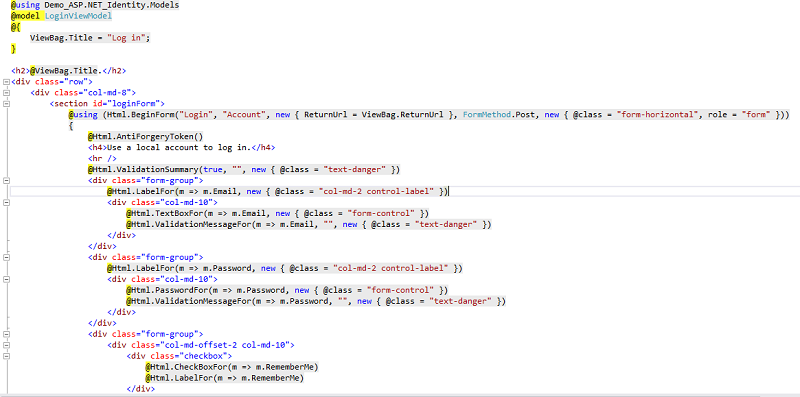 @using Demo_ASP.NET_Identity.Models
@model LoginViewModel
@{
ViewBag.Title = "Log in";
}
<h2>@ViewBag.Title.</h2>
<div class="row">
<div class="col-md-8">
<section id="loginForm">
@using (Html.BeginForm("Login", "Account", new { ReturnUrl = ViewBag.ReturnUrl }, FormMethod.Post, new { @class = "form-horizontal", role = "form" }))
{
@Html.AntiForgeryToken()
<h4>Use a local account to log in.</h4>
<hr />
@Html.ValidationSummary(true, "", new { @class = "text-danger" })
<div class="form-group">
@Html.LabelFor(m => m.Email, new { @class = "col-md-2 control-label" })
<div class="col-md-10">
@Html.TextBoxFor(m => m.Email, new { @class = "form-control" })
@Html.ValidationMessageFor(m => m.Email, "", new { @class = "text-danger" })
</div>
</div>
<div class="form-group">
@Html.LabelFor(m => m.Password, new { @class = "col-md-2 control-label" })
<div class="col-md-10">
@Html.PasswordFor(m => m.Password, new { @class = "form-control" })
@Html.ValidationMessageFor(m => m.Password, "", new { @class = "text-danger" })
</div>
</div>
<div class="form-group">
<div class="col-md-offset-2 col-md-10">
<div class="checkbox">
@Html.CheckBoxFor(m => m.RememberMe)
@Html.LabelFor(m => m.RememberMe)
</div>